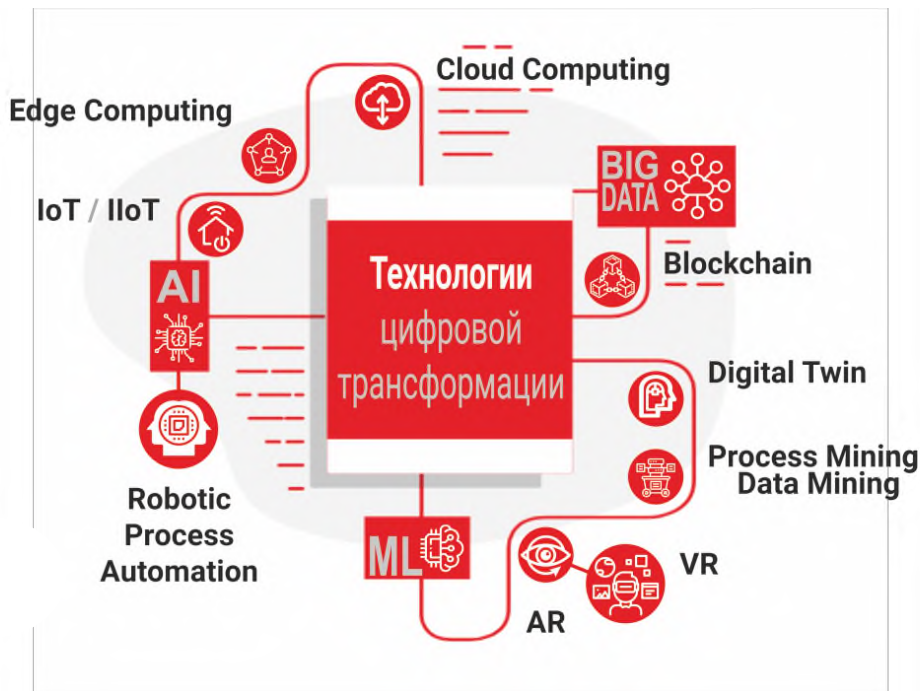 Cloud Computing
Edge Computing
BIG
DATA
IoT / IIoT
Blockchain
Технологии
цифровой
трансформации
AI
Digital Twin
Process Mining
Data Mining
Robotic
Process
Automation
ML
VR
AR